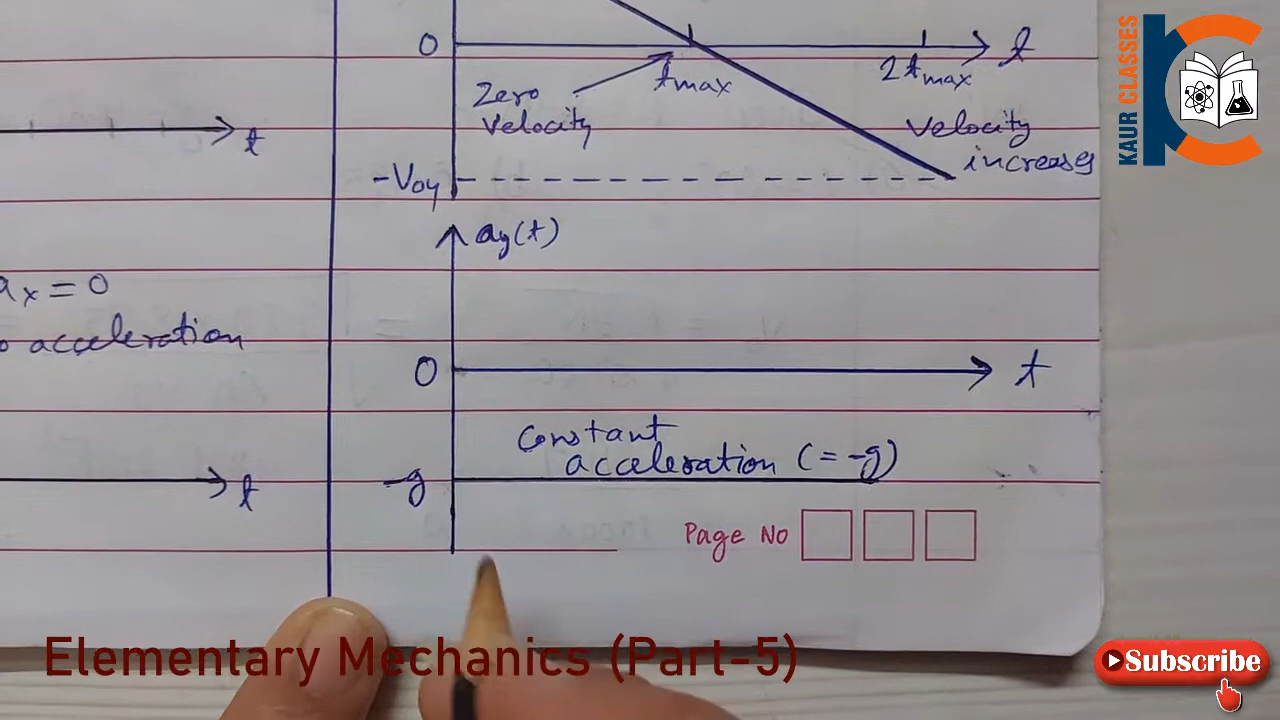 0
t
Zero
Velocity
tmax
2tmax
Velocity
increases
t
-Voy
ay(t)
ax = 0
acceleration
0
t
Constant
acceleration (= -g)
-g
t
Page No
Elementary Mechanics (Part-5)
KAUR CLASSES
Subscribe